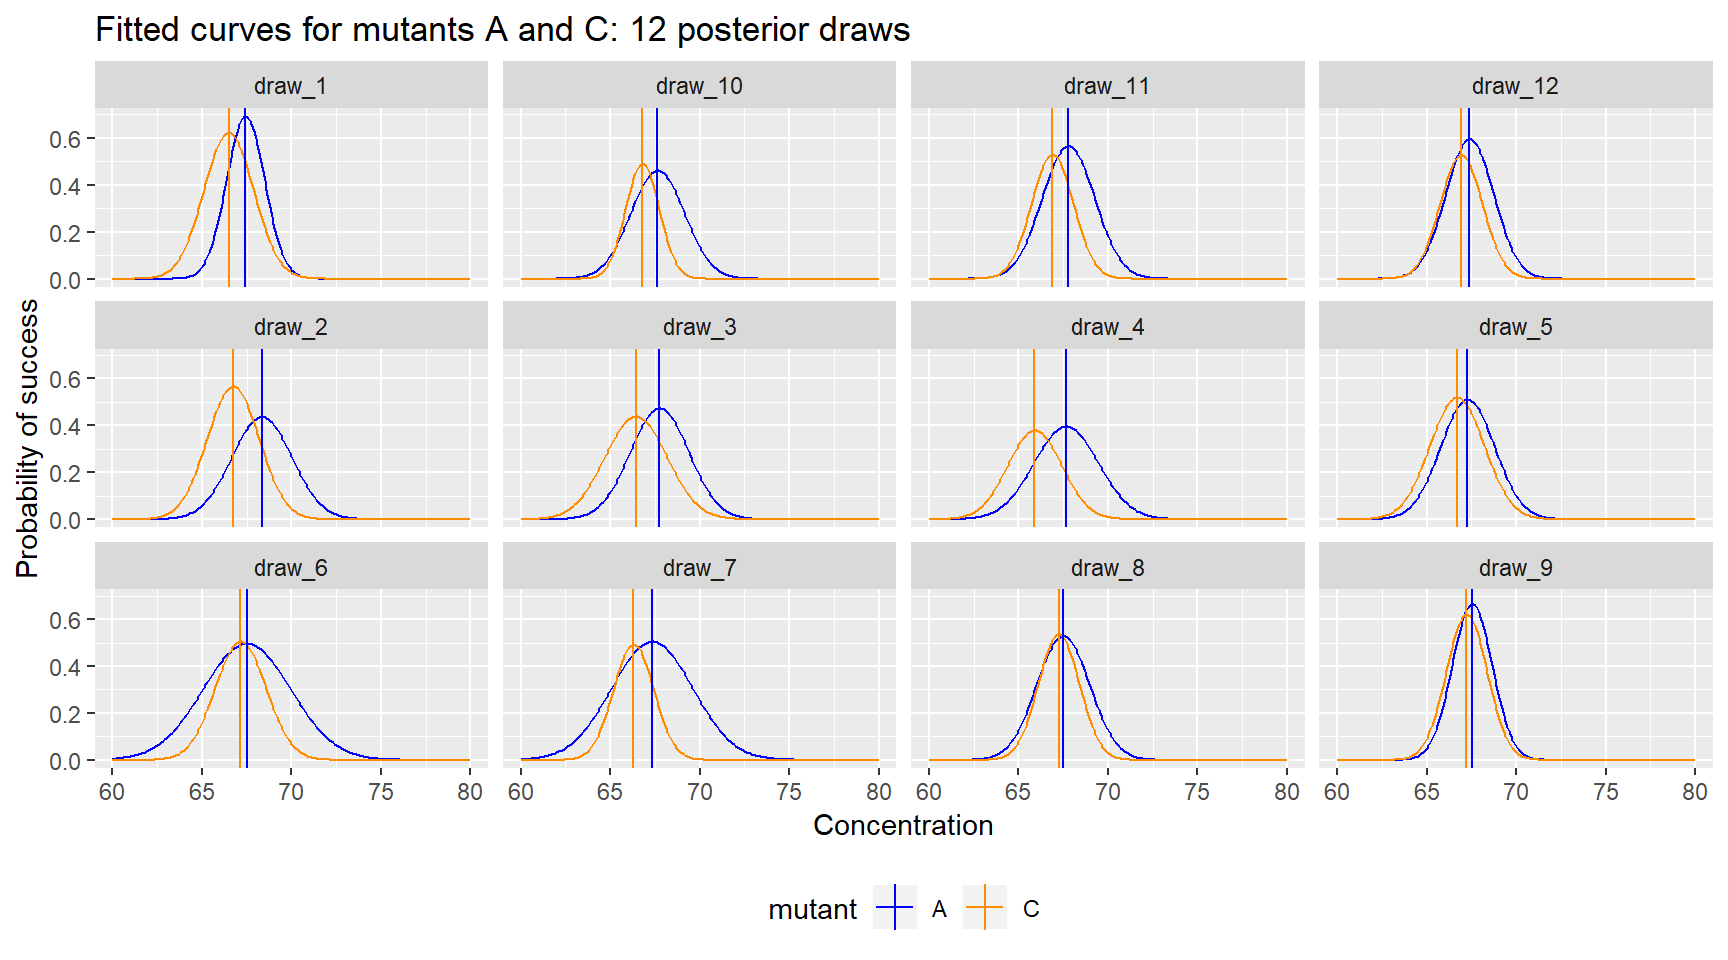 Fitted curves for mutants A and C: 12 posterior draws
draw_1 draw_10 draw_11 draw_12
0.6
0.4
0.2
0.0
draw_2 draw_3 draw_4 draw_5
0.6
0.4
0.2
0.0
Probability of success
draw_6 draw_7 draw_8 draw_9
0.6
0.4
0.2
0.0
60 65 70 75 80 60 65 70 75 80 60 65 70 75 80 60 65 70 75 80
Concentration
mutant A C